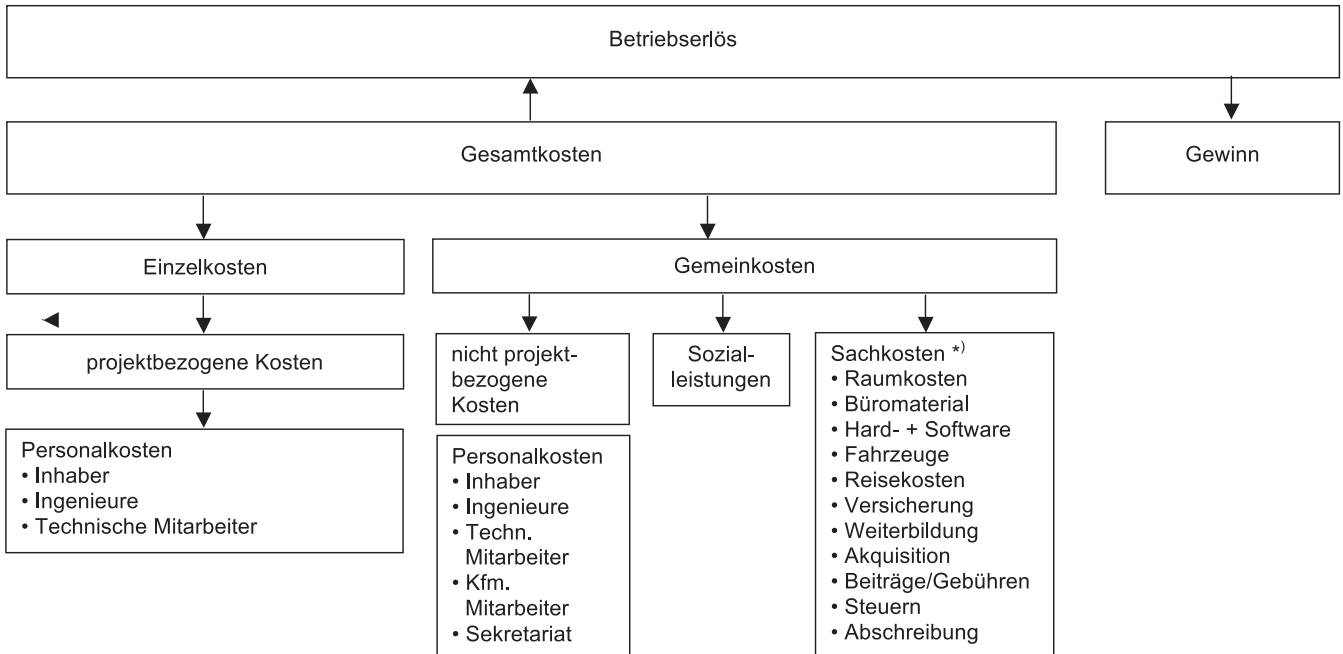 Betriebserlös
Gesamtkosten
Gewinn
Einzelkosten
Gemeinkosten
projektbezogene Kosten
nicht projekt-
bezogene
Kosten
Sozial-
leistungen
Sachkosten *)
• Raumkosten
• Büromaterial
• Hard- + Software
• Fahrzeuge
• Reisekosten
• Versicherung
• Weiterbildung
• Akquisition
• Beiträge/Gebühren
• Steuern
• Abschreibung
Personalkosten
• Inhaber
• Ingenieure
• Technische Mitarbeiter
Personalkosten
• Inhaber
• Ingenieure
• Techn.
Mitarbeiter
• Kfm.
Mitarbeiter
• Sekretariat